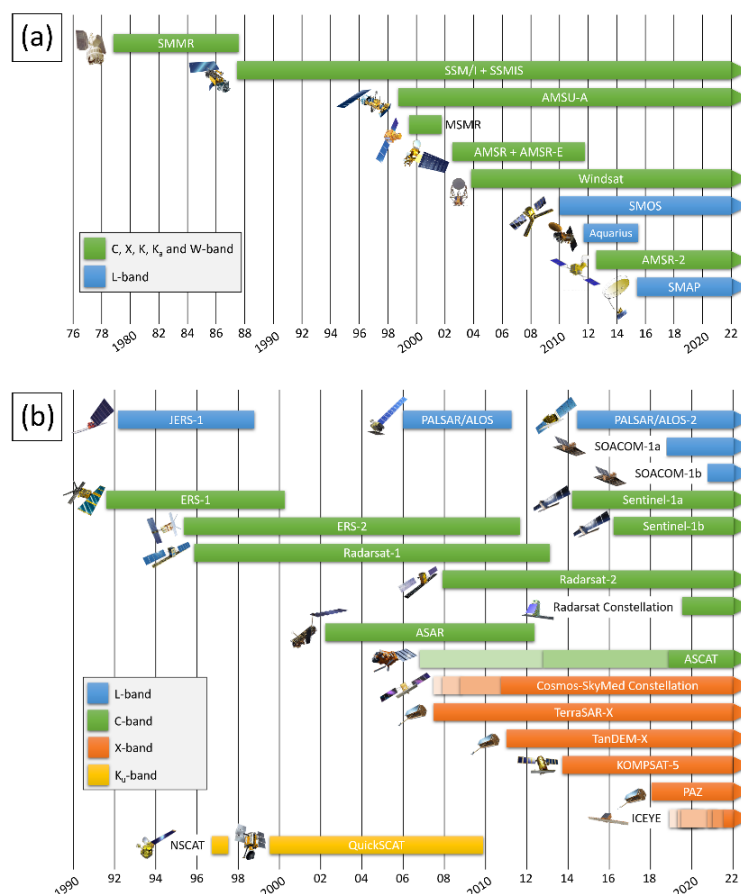 (a)
SMMR
SSM/I + SSMIS
AMSU-A
MSMR
AMSR + AMSR-E
Windsat
SMOS
Aquarius
AMSR-2
SMAP
C, X, K, Ka and W-band
L-band
76 78 1980 82 84 86 88 1990 92 94 96 98 2000 02 04 06 08 2010 12 14 16 18 20 22
(b)
JERS-1 PALSAR/ALOS PALSAR/ALOS-2
SOACOM-1a
SOACOM-1b
ERS-1 Sentinel-1a
ERS-2 Sentinel-1b
Radarsat-1
Radarsat-2
Radarsat Constellation
ASAR
ASCAT
Cosmos-SkyMed Constellation
TerraSAR-X
TanDEM-X
KOMPSAT-5
PAZ
ICEYE
L-band
C-band
X-band
Ku-band
NSCAT QuickSCAT
1990 92 94 96 98 2000 02 04 06 08 2010 12 14 16 18 20 22